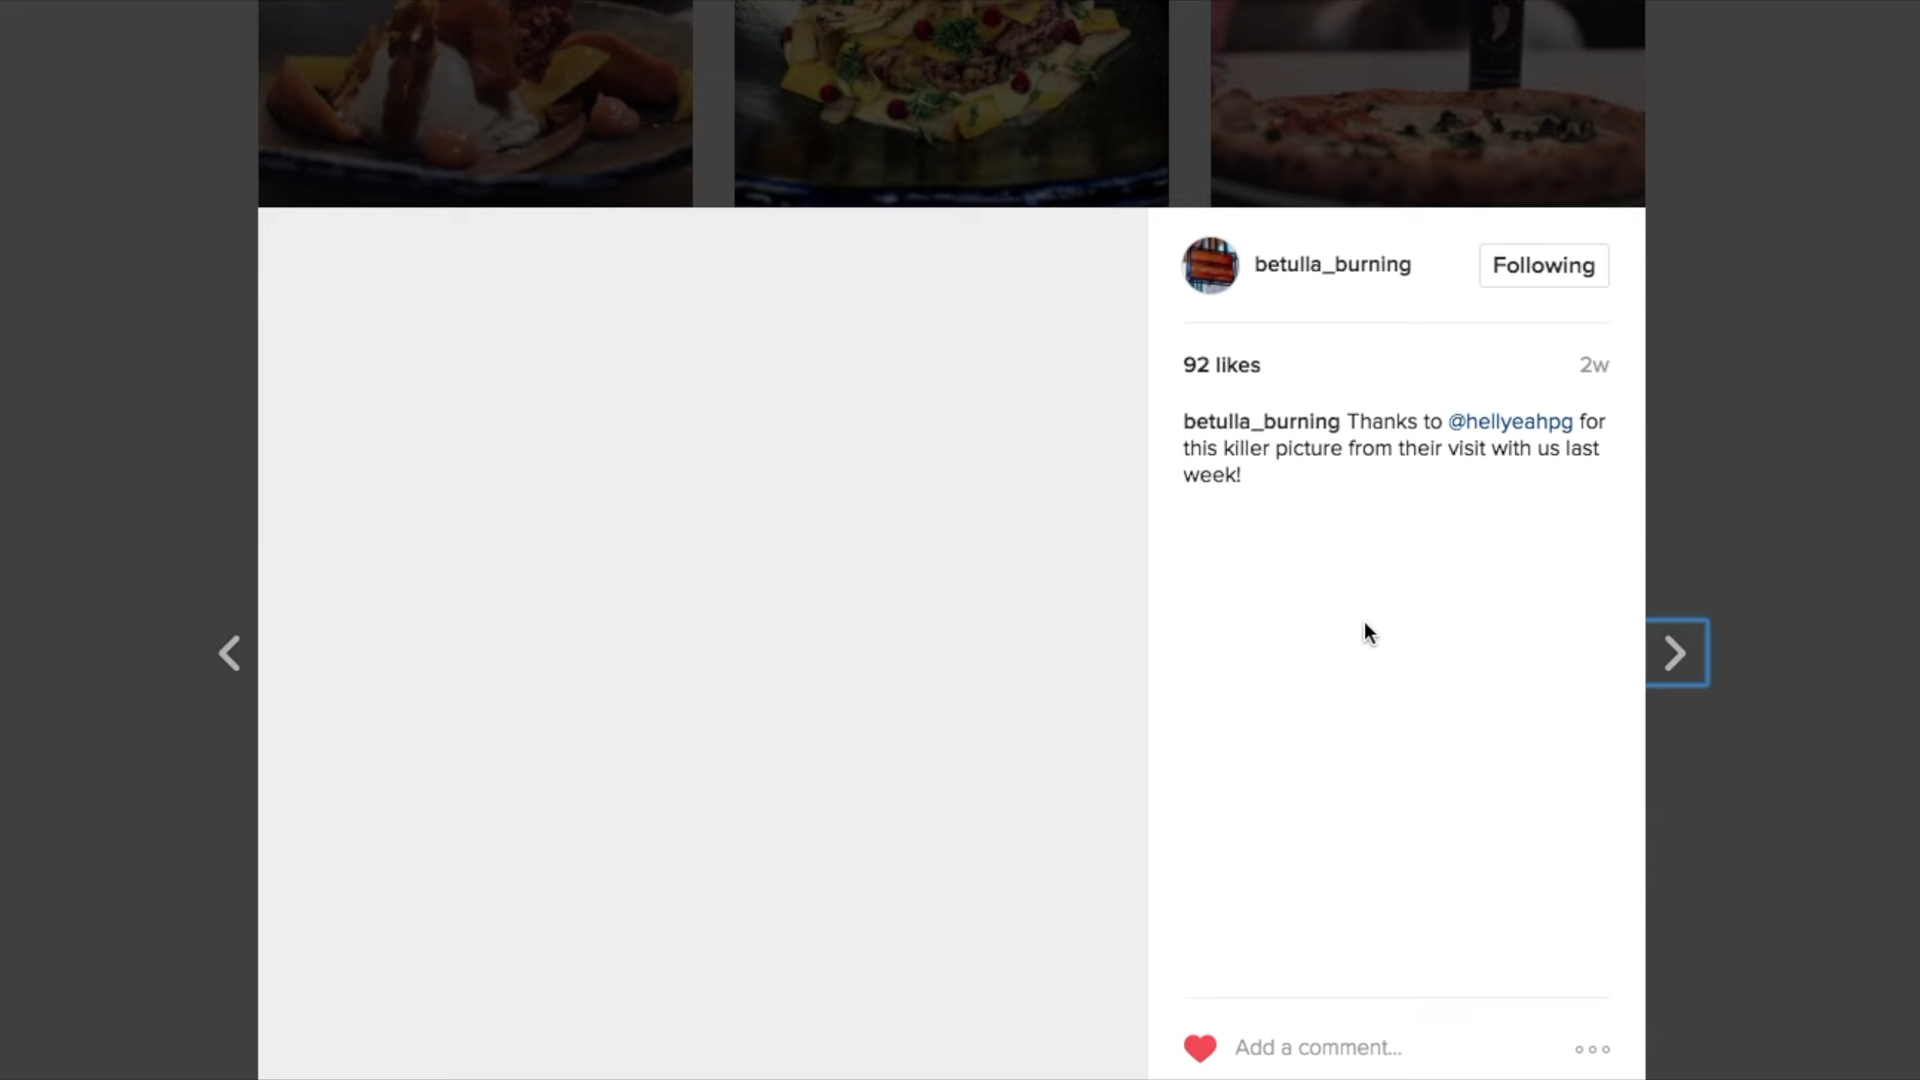 betulla_burning
Following
92 likes
2w
betulla_burning Thanks to @hellyeahpg for
this killer picture from their visit with us last
week!
Add a comment...